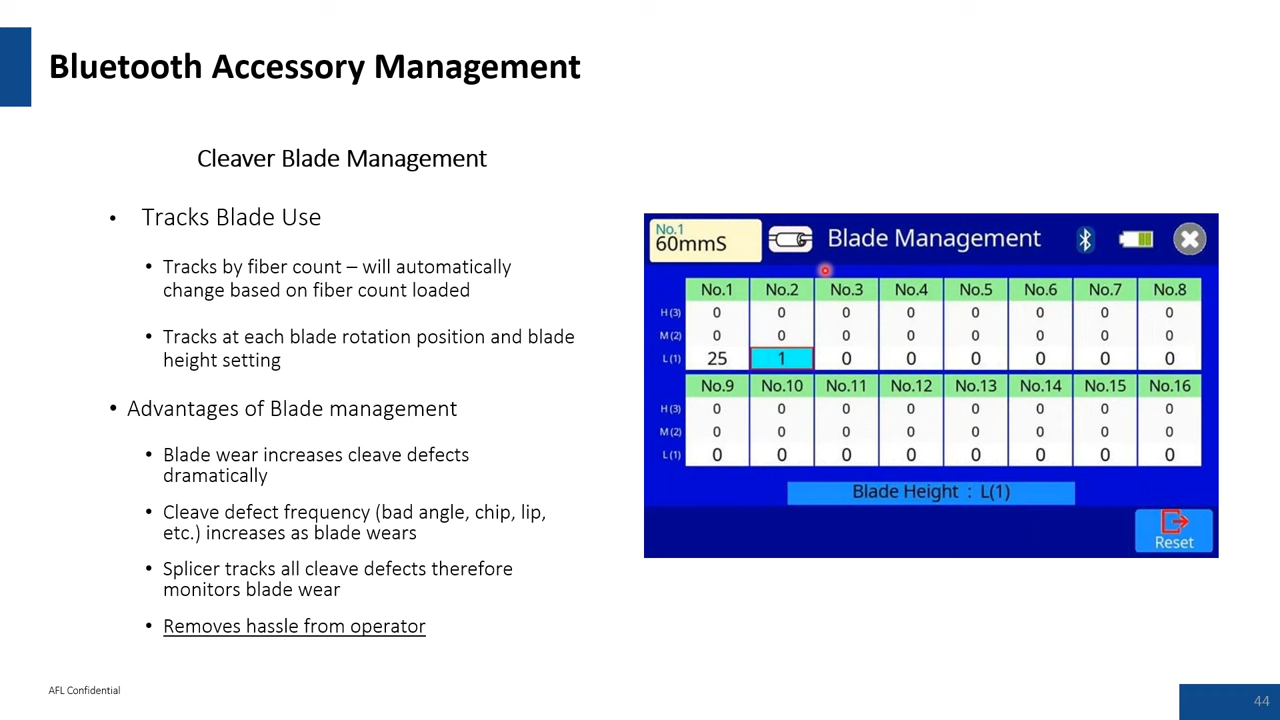 Bluetooth Accessory Management
Cleaver Blade Management
• Tracks Blade Use
• Tracks by fiber count – will automatically
change based on fiber count loaded
• Tracks at each blade rotation position and blade
height setting
• Advantages of Blade management
• Blade wear increases cleave defects
dramatically
• Cleave defect frequency (bad angle, chip, lip,
etc.) increases as blade wears
• Splicer tracks all cleave defects therefore
monitors blade wear
• Removes hassle from operator
No.1
60mmS
Blade Management
No.1 No.2 No.3 No.4 No.5 No.6 No.7 No.8
H (3) 0 0 0 0 0 0 0 0
M (2) 0 0 0 0 0 0 0 0
L (1) 25 1 0 0 0 0 0 0
No.9 No.10 No.11 No.12 No.13 No.14 No.15 No.16
H (3) 0 0 0 0 0 0 0 0
M (2) 0 0 0 0 0 0 0 0
L (1) 0 0 0 0 0 0 0 0
Blade Height : L(1)
Reset
AFL Confidential
44